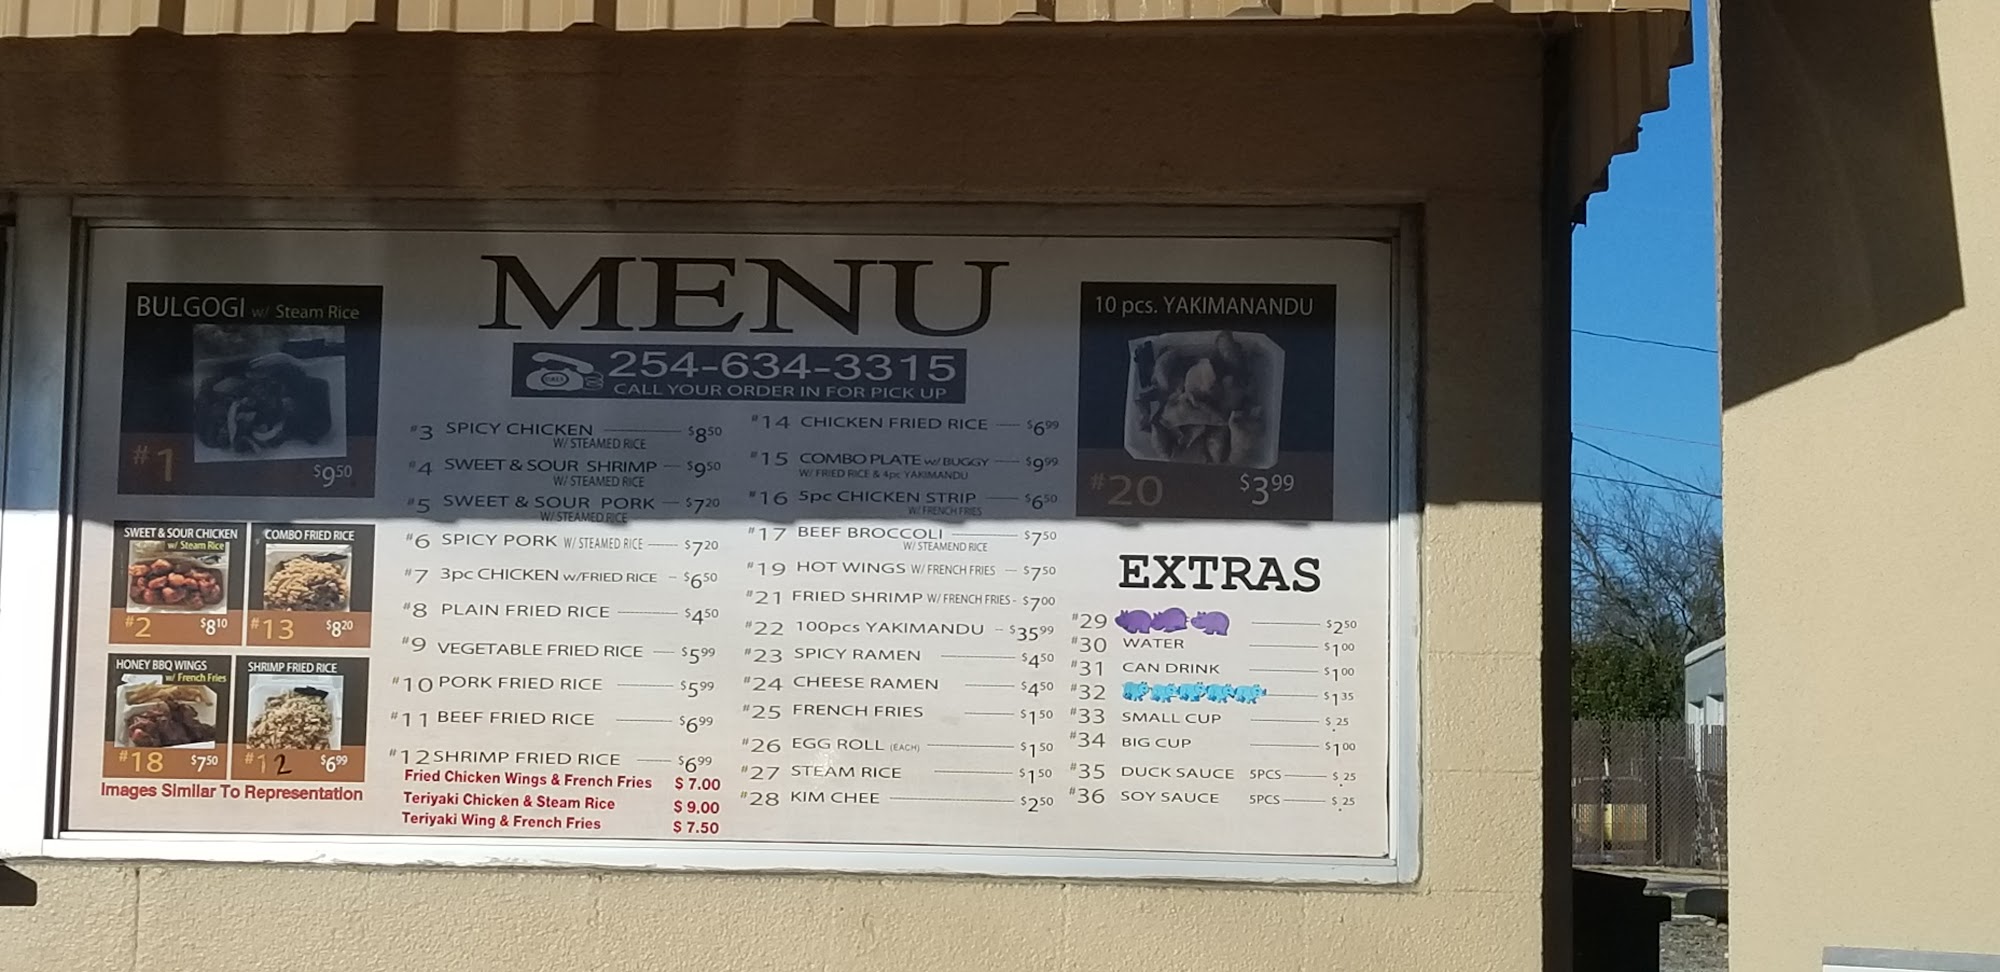 MENU
254-634-3315
CALL YOUR ORDER IN FOR PICK UP
BULGOGI w/ Steam Rice
#1 $9.50
SWEET & SOUR CHICKEN
w/ Steam Rice
#2 $8.10
COMBO FRIED RICE
#13 $8.20
HONEY BBQ WINGS
w/ French Fries
#18 $7.50
SHRIMP FRIED RICE
#12 $6.99
Images Similar To Representation
#3 SPICY CHICKEN $8.50
W/ STEAMED RICE
#4 SWEET & SOUR SHRIMP $9.50
W/ STEAMED RICE
#5 SWEET & SOUR PORK $7.20
W/ STEAMED RICE
#6 SPICY PORK W/ STEAMED RICE $7.20
#7 3pc CHICKEN w/FRIED RICE $6.50
#8 PLAIN FRIED RICE $4.50
#9 VEGETABLE FRIED RICE $5.99
#10 PORK FRIED RICE $5.99
#11 BEEF FRIED RICE $6.99
#12 SHRIMP FRIED RICE $6.99
Fried Chicken Wings & French Fries $7.00
Teriyaki Chicken & Steam Rice $9.00
Teriyaki Wing & French Fries $7.50
#14 CHICKEN FRIED RICE $6.99
#15 COMBO PLATE w/ BUGGY $9.99
W/ FRIED RICE & 4pc YAKIMANDU
#16 5pc CHICKEN STRIP $6.50
W/ FRENCH FRIES
#17 BEEF BROCCOLI $7.50
W/ STEAMEND RICE
#19 HOT WINGS W/ FRENCH FRIES $7.50
#21 FRIED SHRIMP W/ FRENCH FRIES $7.00
#22 100pcs YAKIMANDU $35.99
#23 SPICY RAMEN $4.50
#24 CHEESE RAMEN $4.50
#25 FRENCH FRIES $1.50
#26 EGG ROLL (EACH) $1.50
#27 STEAM RICE $1.50
#28 KIM CHEE $2.50
10 pcs. YAKIMANANDU
#20 $3.99
EXTRAS
#29 $2.50
#30 WATER $1.00
#31 CAN DRINK $1.00
#32 $1.35
#33 SMALL CUP $.25
#34 BIG CUP $1.00
#35 DUCK SAUCE 5PCS $.25
#36 SOY SAUCE 5PCS $.25